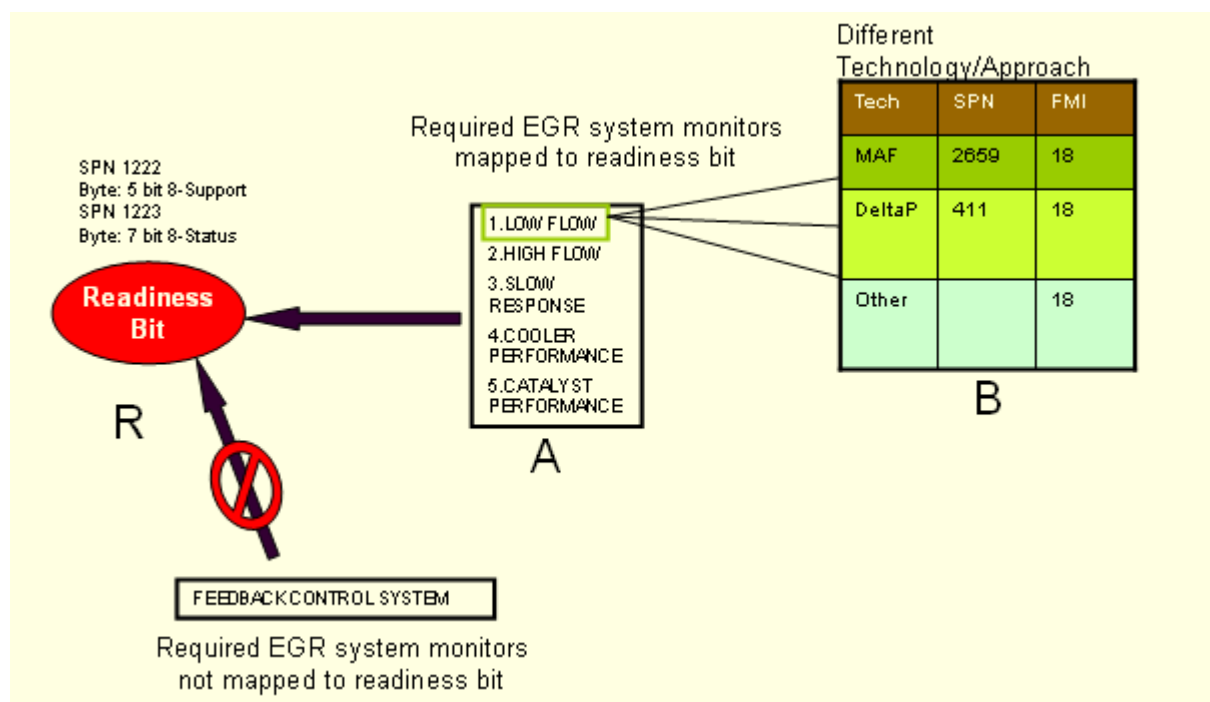 Different
Technology/Approach
Tech SPN FMI
MAF 2659 18
DeltaP 411 18
Other 18
B
Required EGR system monitors
mapped to readiness bit
1.LOW FLOW
2.HIGH FLOW
3.SLOW
RESPONSE
4.COOLER
PERFORMANCE
5.CATALYST
PERFORMANCE
A
SPN 1222
Byte: 5 bit 8-Support
SPN 1223
Byte: 7 bit 8-Status
Readiness
Bit
R
FEEDBACK CONTROL SYSTEM
Required EGR system monitors
not mapped to readiness bit